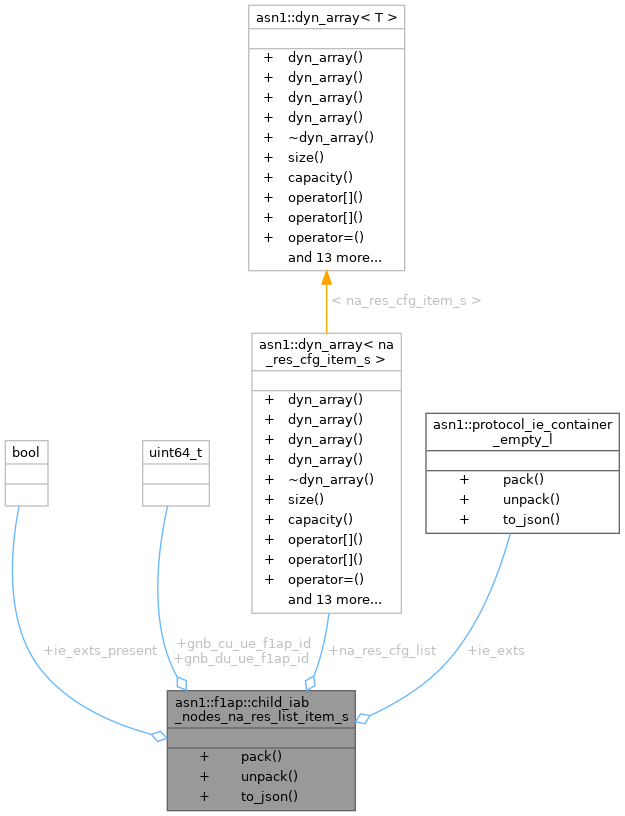 asn1::dyn_array< T >
+ dyn_array()
+ dyn_array()
+ dyn_array()
+ dyn_array()
+ ~dyn_array()
+ size()
+ capacity()
+ operator[]()
+ operator[]()
+ operator=()
and 13 more...
< na_res_cfg_item_s >
asn1::dyn_array< na
_res_cfg_item_s >
+ dyn_array()
+ dyn_array()
+ dyn_array()
+ dyn_array()
+ ~dyn_array()
+ size()
+ capacity()
+ operator[]()
+ operator[]()
+ operator=()
and 13 more...
asn1::protocol_ie_container
_empty_l
+ pack()
+ unpack()
+ to_json()
bool
uint64_t
+ie_exts_present
+gnb_cu_ue_f1ap_id
+gnb_du_ue_f1ap_id
+na_res_cfg_list
+ie_exts
asn1::f1ap::child_iab
_nodes_na_res_list_item_s
+ pack()
+ unpack()
+ to_json()